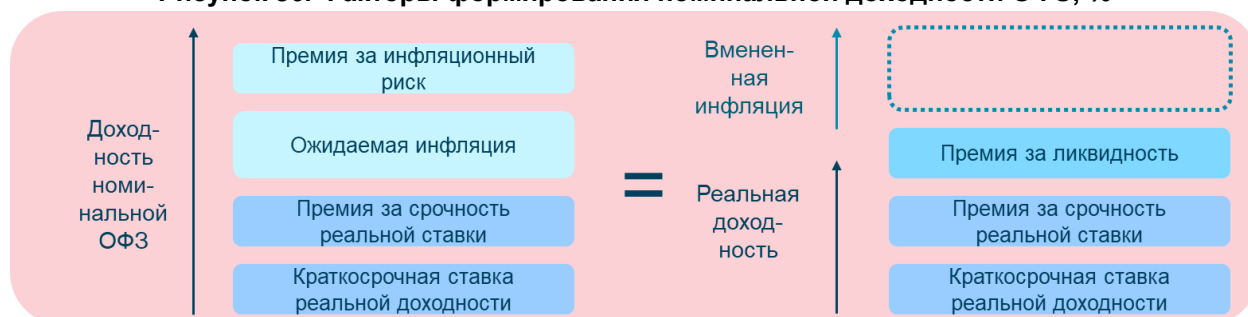 Доход-
ность
номи-
нальной
ОФЗ
Премия за инфляционный
риск
Ожидаемая инфляция
Премия за срочность
реальной ставки
Краткосрочная ставка
реальной доходности
=
Вменен-
ная
инфляция
Реальная
доход-
ность
Премия за ликвидность
Премия за срочность
реальной ставки
Краткосрочная ставка
реальной доходности